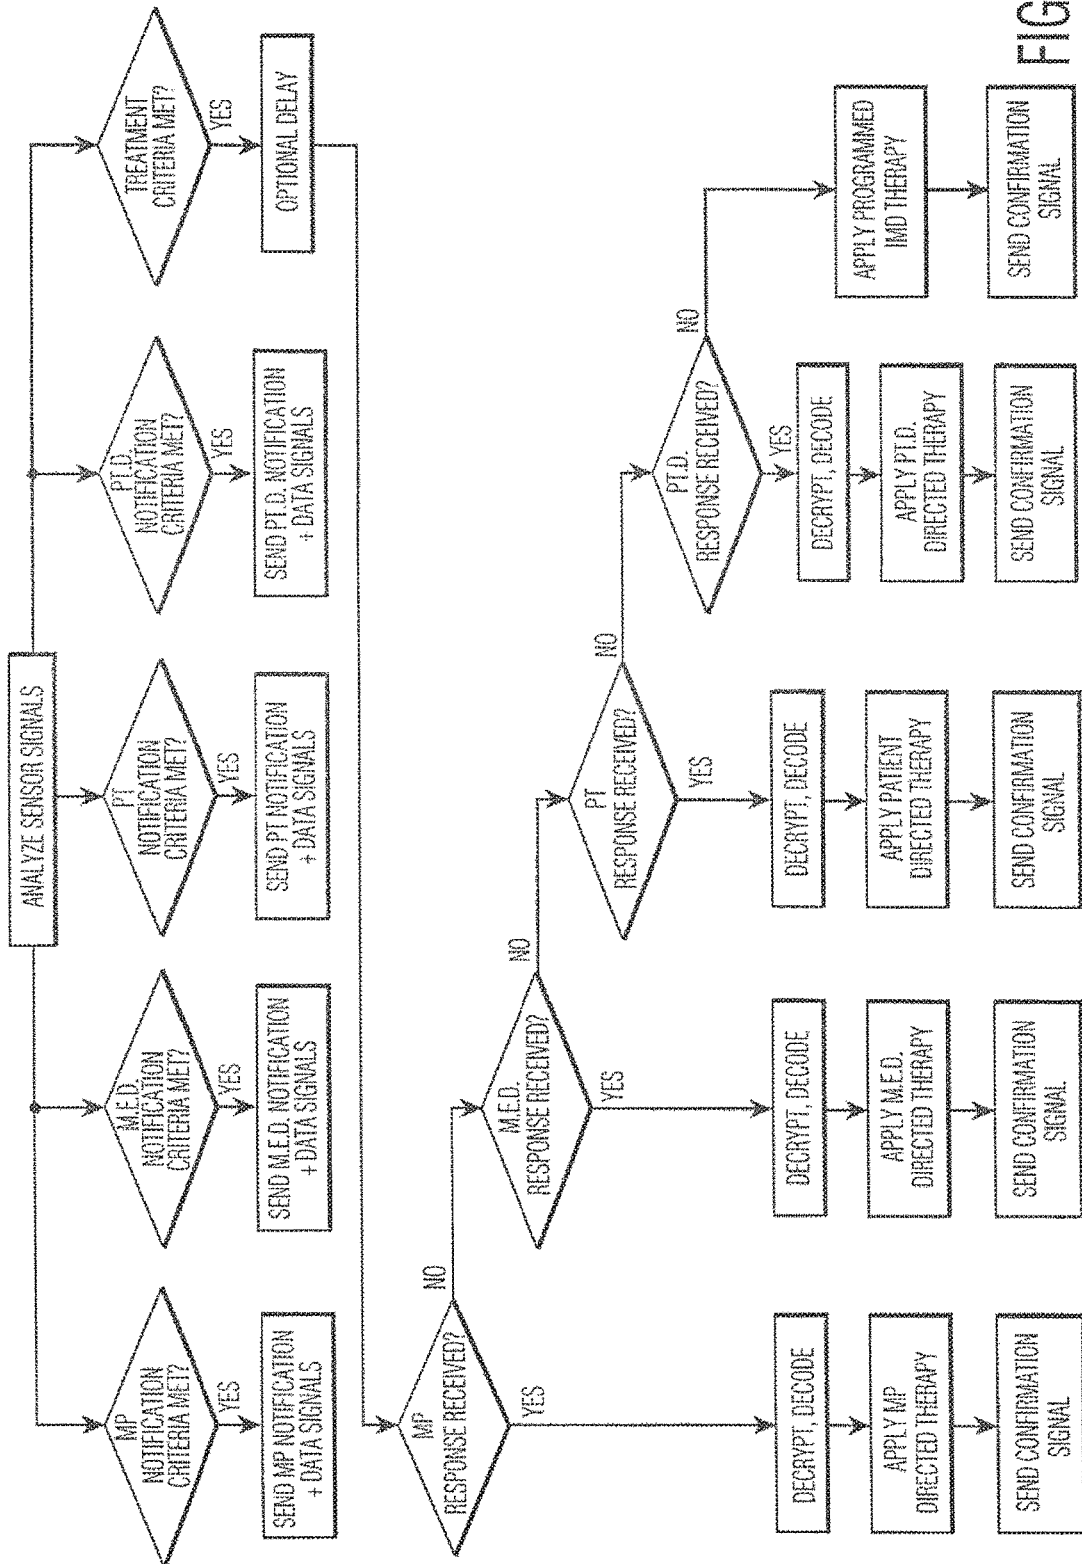 ANALYZE SENSOR SIGNALS
MP
NOTIFICATION
CRITERIA MET?
YES
SEND MP NOTIFICATION
+ DATA SIGNALS
M.E.D.
NOTIFICATION
CRITERIA MET?
YES
SEND M.E.D. NOTIFICATION
+ DATA SIGNALS
PT
NOTIFICATION
CRITERIA MET?
YES
SEND PT NOTIFICATION
+ DATA SIGNALS
PT.D.
NOTIFICATION
CRITERIA MET?
YES
SEND PT.D. NOTIFICATION
+ DATA SIGNALS
TREATMENT
CRITERIA MET?
YES
OPTIONAL DELAY
MP
RESPONSE RECEIVED?
NO
YES
DECRYPT, DECODE
APPLY MP
DIRECTED THERAPY
SEND CONFIRMATION
SIGNAL
M.E.D.
RESPONSE RECEIVED?
NO
YES
DECRYPT, DECODE
APPLY M.E.D.
DIRECTED THERAPY
SEND CONFIRMATION
SIGNAL
PT
RESPONSE RECEIVED?
NO
YES
DECRYPT, DECODE
APPLY PATIENT
DIRECTED THERAPY
SEND CONFIRMATION
SIGNAL
PT.D.
RESPONSE RECEIVED?
NO
YES
DECRYPT, DECODE
APPLY PT.D.
DIRECTED THERAPY
SEND CONFIRMATION
SIGNAL
APPLY PROGRAMMED
IMD THERAPY
SEND CONFIRMATION
SIGNAL
FIG